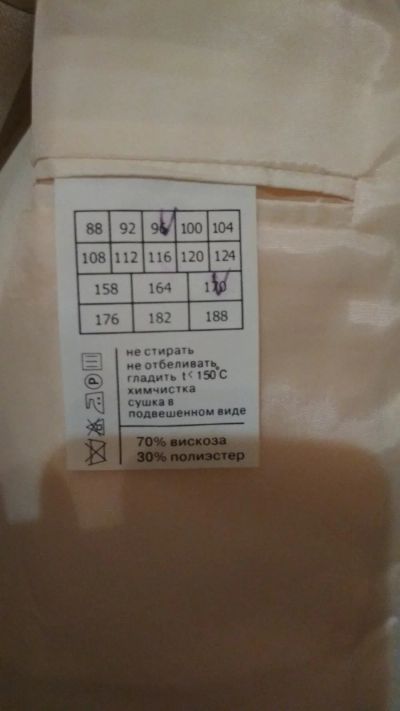 88 92 96 100 104
108 112 116 120 124
158 164 170
176 182 188
не стирать
не отбеливать
гладить t< 150°C
химчистка
сушка в
подвешенном виде
70% вискоза
30% полиэстер
P